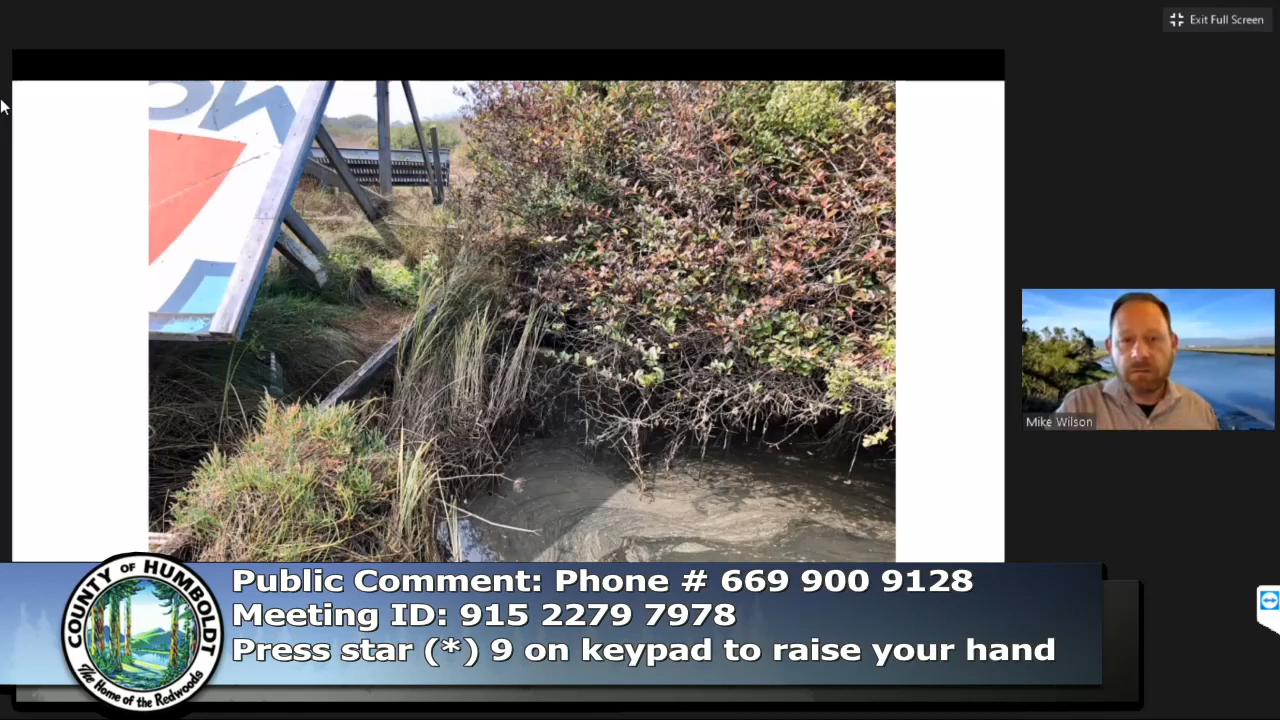 Exit Full Screen
NO
Mike Wilson
COUNTY OF HUMBOLDT
The Home of the Redwoods
Public Comment: Phone # 669 900 9128
Meeting ID: 915 2279 7978
Press star (*) 9 on keypad to raise your hand